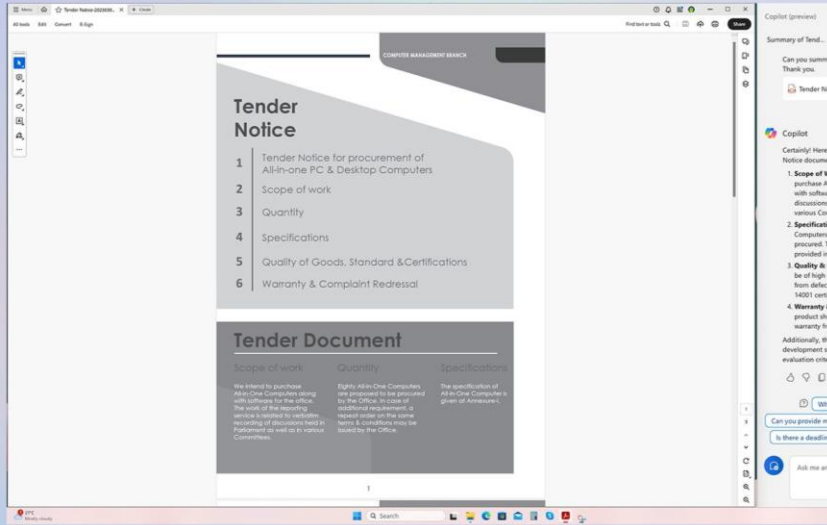 Menu
Tender Notice-2023030...
+ Create
All tools Edit Convert E-Sign
Find text or tools
Share
COMPUTER MANAGEMENT BRANCH
Tender
Notice
1 Tender Notice for procurement of
All-in-one PC & Desktop Computers
2 Scope of work
3 Quantity
4 Specifications
5 Quality of Goods, Standard &Certifications
6 Warranty & Complaint Redressal
Tender Document
Scope of work
We intend to purchase
All-in-One Computers along
with software for the office.
The work of the reporting
service is related to verbatim
recording of discussions held in
Parliament as well as in various
Committees.
Quantity
Eighty All-in-One Computers
are proposed to be procured
by the Office. In case of
additional requirement, a
repeat order on the same
terms & conditions may be
issued by the Office.
Specifications
The specification of
All-in-One Computer is
given at Annexure-I.
1
Copilot (preview)
Summary of Tend...
Can you summ
Thank you.
Tender No
Copilot
Certainly! Here
Notice docume
1. Scope of W
purchase A
with softwa
discussions
various Cor
2. Specificati
Computers
procured. T
provided in
3. Quality &
be of high
from defec
14001 certi
4. Warranty
product sh
warranty fr
Additionally, th
development s
evaluation crite
Wh
Can you provide m
Is there a deadlin
Ask me an
Mostly cloudy
Search